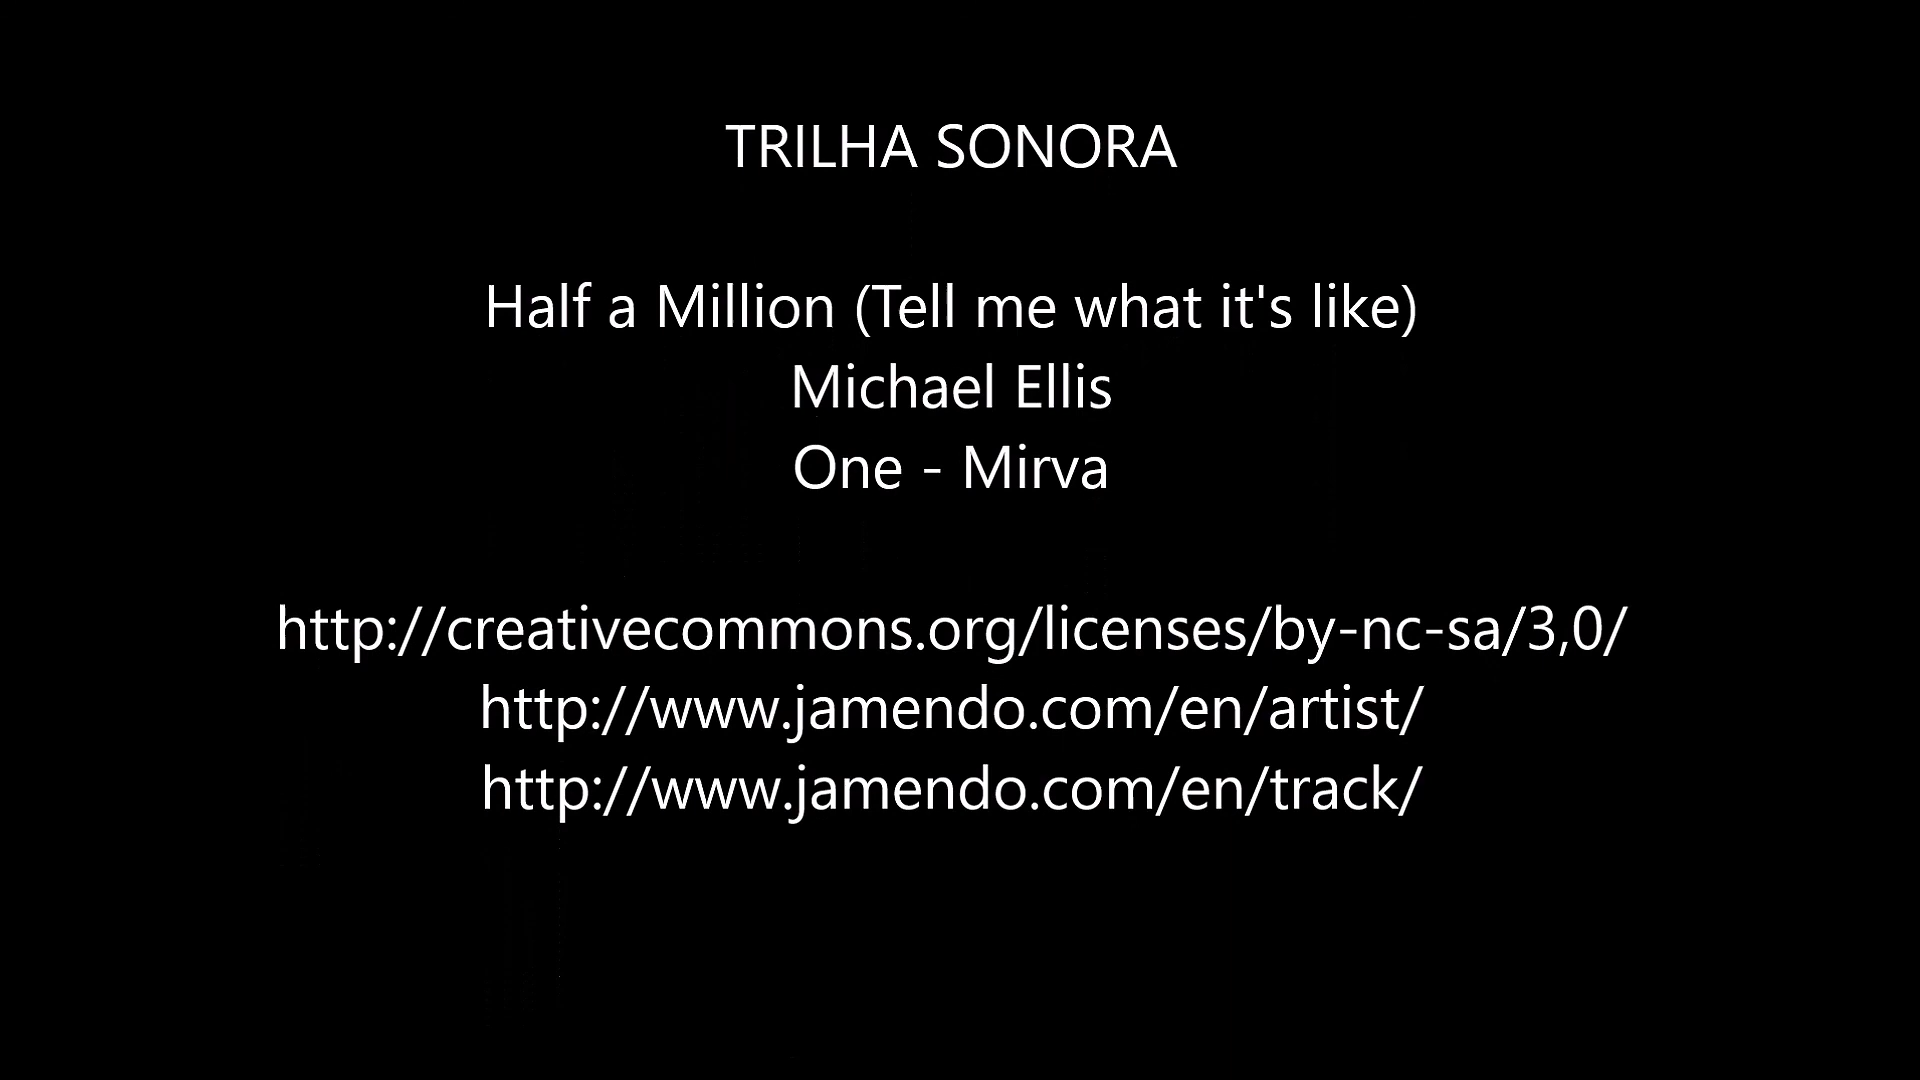 TRILHA SONORA
Half a Million (Tell me what it's like)
Michael Ellis
One - Mirva
http://creativecommons.org/licenses/by-nc-sa/3,0/
http://www.jamendo.com/en/artist/
http://www.jamendo.com/en/track/